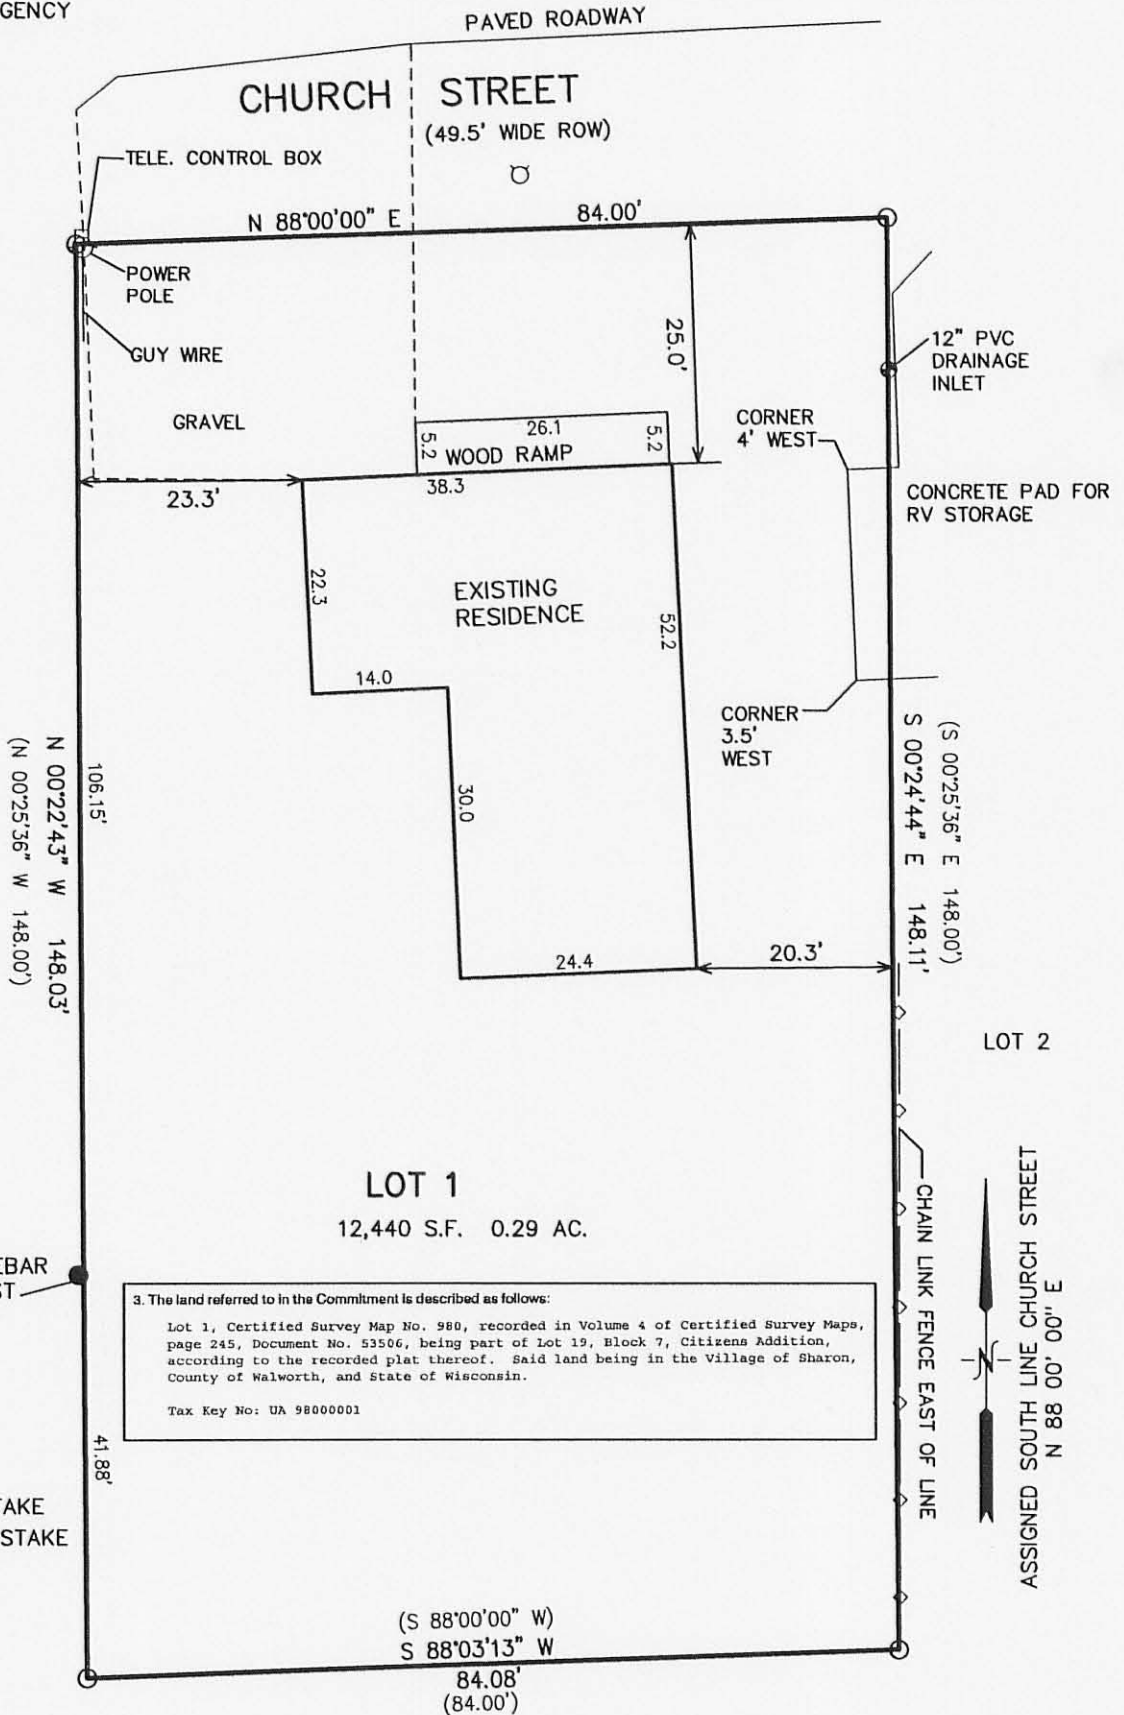 GENCY
PAVED ROADWAY
CHURCH STREET
(49.5' WIDE ROW)
TELE. CONTROL BOX
N 88°00'00" E 84.00'
POWER
POLE
GUY WIRE
25.0'
12" PVC
DRAINAGE
INLET
GRAVEL
CORNER
4' WEST
26.1
5.2
5.2
WOOD RAMP
38.3
23.3'
CONCRETE PAD FOR
RV STORAGE
22.3
EXISTING
RESIDENCE
52.2
14.0
CORNER
3.5'
WEST
30.0
106.15'
N 00°22'43" W 148.03'
(N 00°25'36" W 148.00')
(S 00°25'36" E 148.00')
S 00°24'44" E 148.11'
24.4
20.3'
LOT 2
LOT 1
12,440 S.F. 0.29 AC.
CHAIN LINK FENCE EAST OF LINE
N
ASSIGNED SOUTH LINE CHURCH STREET
N 88 00' 00" E
EBAR
ST
3. The land referred to in the Commitment is described as follows:
Lot 1, Certified Survey Map No. 980, recorded in Volume 4 of Certified Survey Maps,
page 245, Document No. 53506, being part of Lot 19, Block 7, Citizens Addition,
according to the recorded plat thereof. Said land being in the Village of Sharon,
County of Walworth, and State of Wisconsin.
Tax Key No: UA 98000001
41.88'
TAKE
STAKE
(S 88°00'00" W)
S 88°03'13" W
84.08'
(84.00')